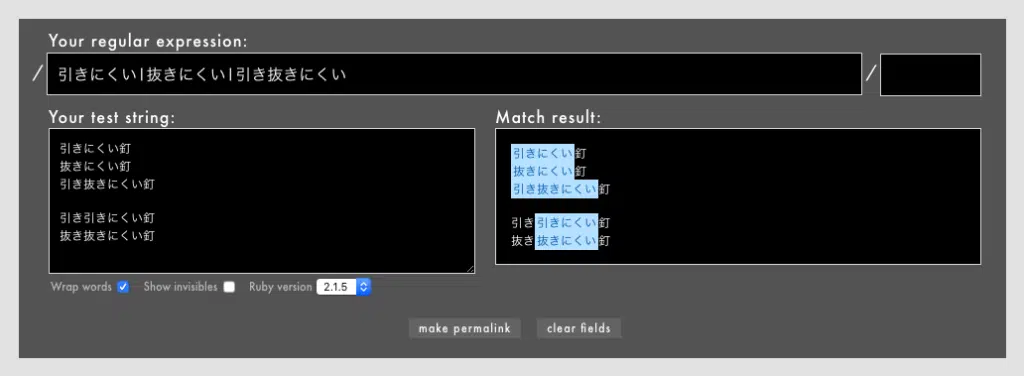 Your regular expression:
/ 引きにくい|抜きにくい|引き抜きにくい /
Your test string:
引きにくい釘
抜きにくい釘
引き抜きにくい釘
引き引きにくい釘
抜き抜きにくい釘
Match result:
引きにくい釘
抜きにくい釘
引き抜きにくい釘
引き引きにくい釘
抜き抜きにくい釘
Wrap words Show invisibles Ruby version 2.1.5
make permalink clear fields